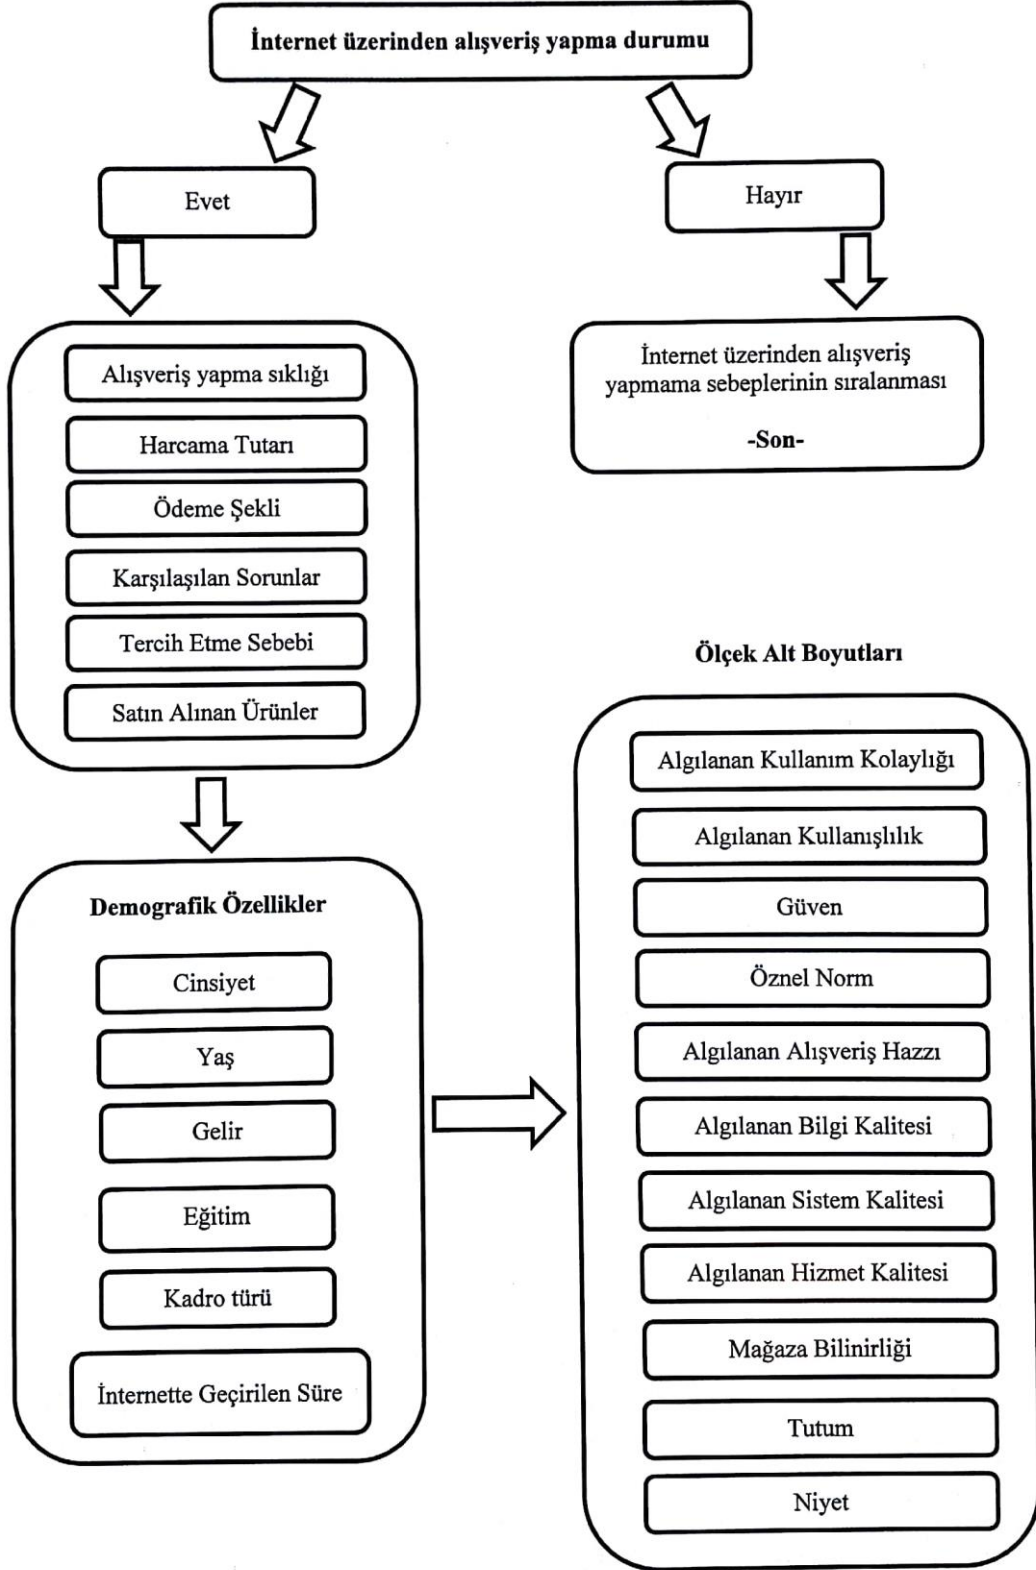 İnternet üzerinden alışveriş yapma durumu
Evet
Hayır
Alışveriş yapma sıklığı
Harcama Tutarı
Ödeme Şekli
Karşılaşılan Sorunlar
Tercih Etme Sebebi
Satın Alınan Ürünler
İnternet üzerinden alışveriş
yapmama sebeplerinin sıralanması
-Son-
Demografik Özellikler
Cinsiyet
Yaş
Gelir
Eğitim
Kadro türü
İnternette Geçirilen Süre
Ölçek Alt Boyutları
Algılanan Kullanım Kolaylığı
Algılanan Kullanışlılık
Güven
Öznel Norm
Algılanan Alışveriş Hazzı
Algılanan Bilgi Kalitesi
Algılanan Sistem Kalitesi
Algılanan Hizmet Kalitesi
Mağaza Bilinirliği
Tutum
Niyet